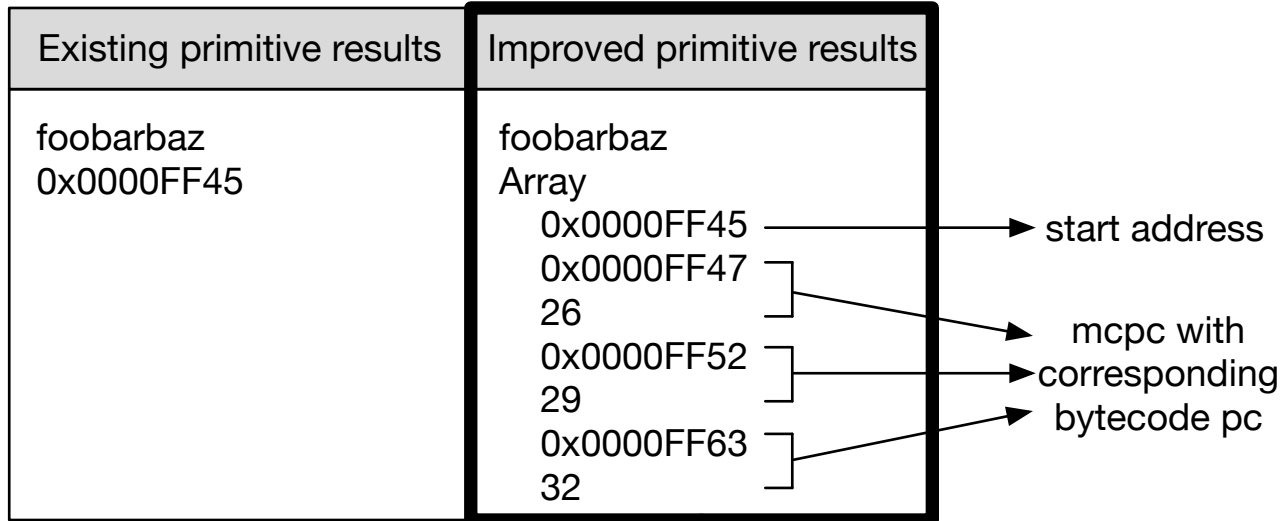 Existing primitive results
Improved primitive results
foobarbaz
0x0000FF45
foobarbaz
Array
0x0000FF45
0x0000FF47
26
0x0000FF52
29
0x0000FF63
32
start address
mcpc with
corresponding
bytecode pc